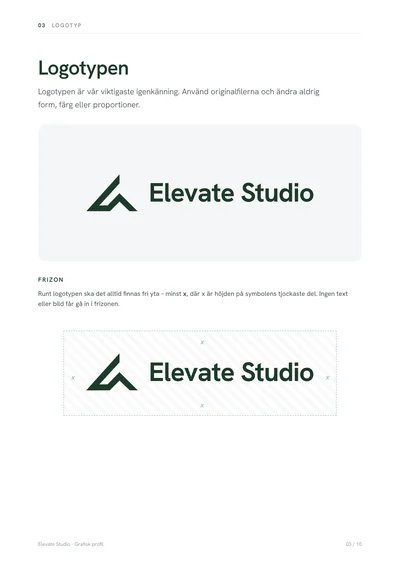 03 LOGOTYP
Logotypen
Logotypen är vår viktigaste igenkänning. Använd originalfilerna och ändra aldrig
form, färg eller proportioner.
Elevate Studio
FRIZON
Runt logotypen ska det alltid finnas fri yta – minst x, där x är höjden på symbolens tjockaste del. Ingen text
eller bild får gå in i frizonen.
x
x Elevate Studio x
x
Elevate Studio · Grafisk profil 03 / 10